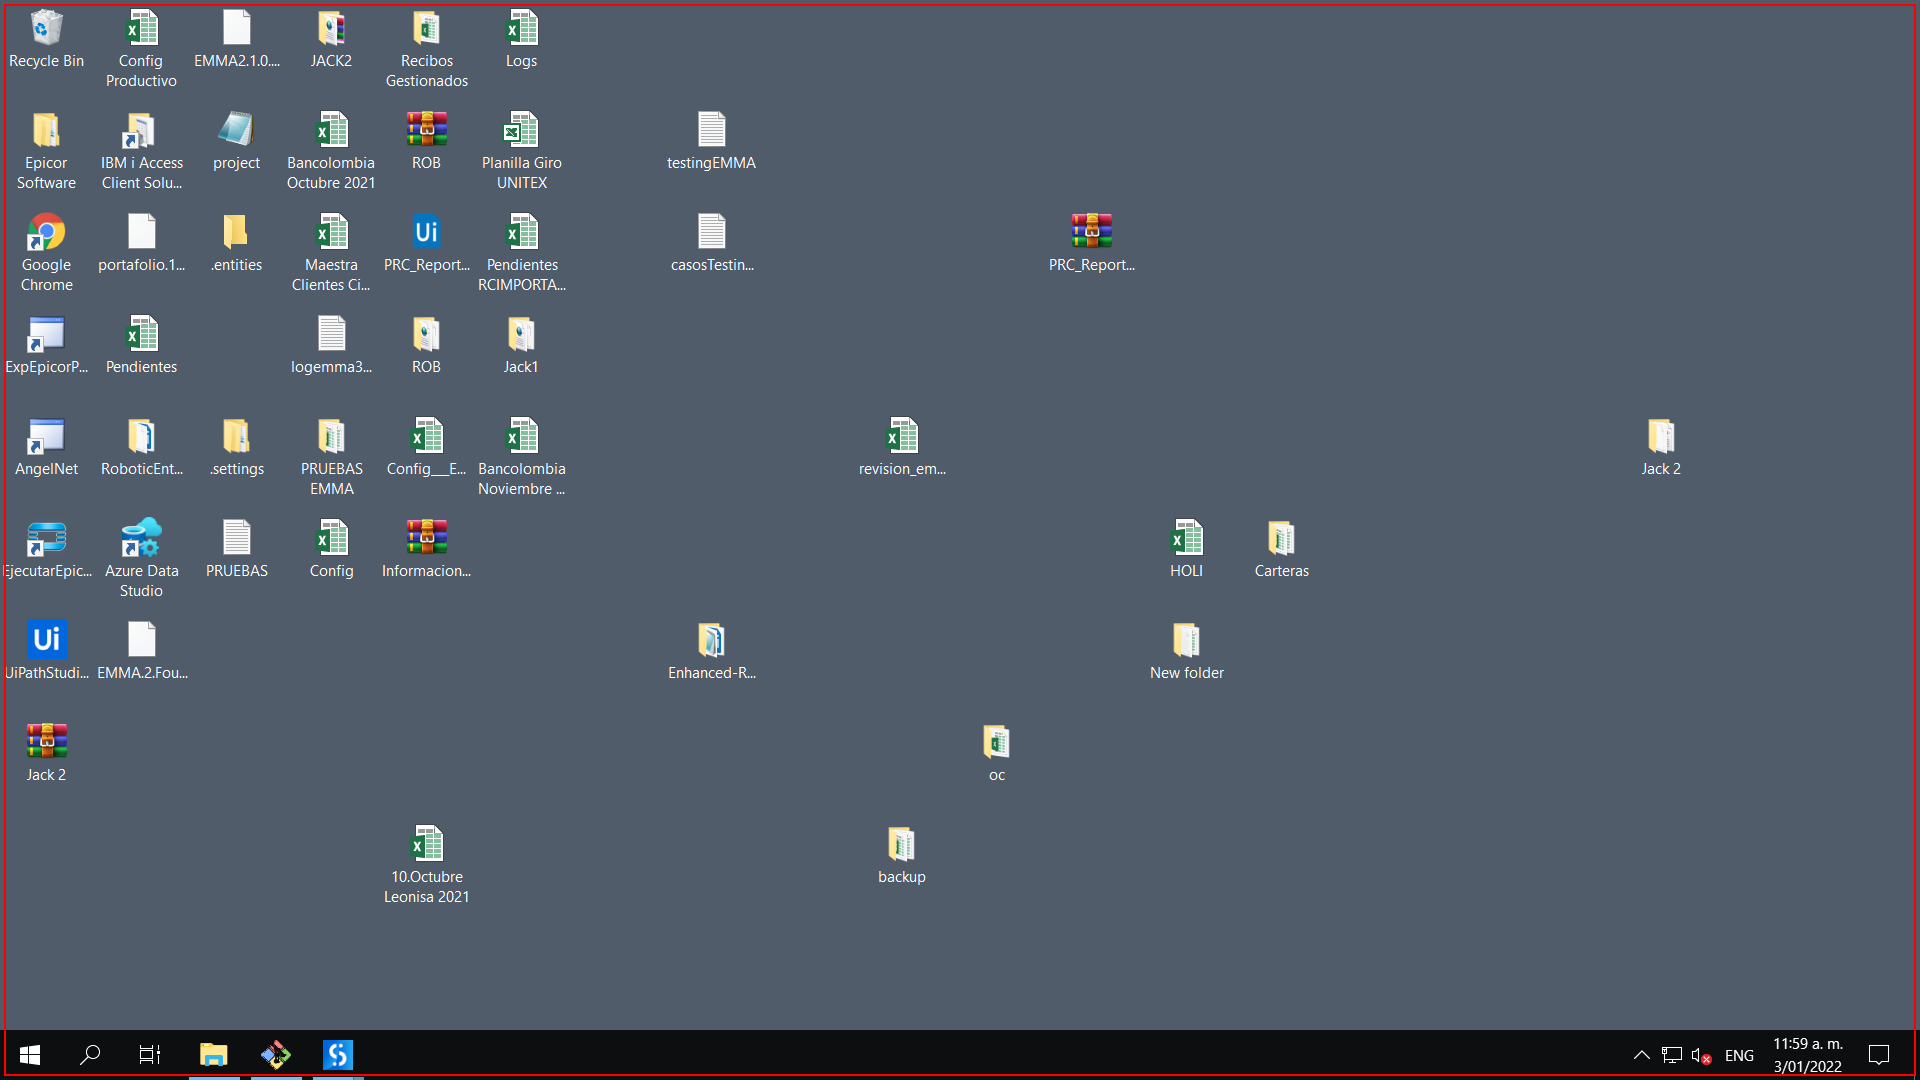 Recycle Bin
Config
Productivo
EMMA2.1.0....
JACK2
Recibos
Gestionados
Logs
Epicor
Software
IBM i Access
Client Solu...
project
Bancolombia
Octubre 2021
ROB
Planilla Giro
UNITEX
testingEMMA
Google
Chrome
portafolio.1...
.entities
Maestra
Clientes Ci...
Ui
PRC_Report...
Pendientes
RCIMPORTA...
casosTestin...
PRC_Report...
ExpEpicorP...
Pendientes
logemma3...
ROB
Jack1
AngelNet
RoboticEnt...
.settings
PRUEBAS
EMMA
Config___E...
Bancolombia
Noviembre ...
revision_em...
Jack 2
EjecutarEpic...
Azure Data
Studio
PRUEBAS
Config
Informacion...
HOLI
Carteras
Ui
UiPathStudi...
EMMA.2.Fou...
Enhanced-R...
New folder
Jack 2
oc
10.Octubre
Leonisa 2021
backup
ENG
11:59 a. m.
3/01/2022